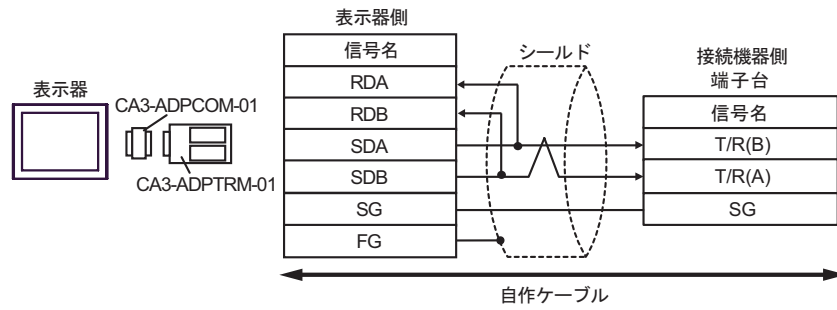 表示器
CA3-ADPCOM-01
CA3-ADPTRM-01
表示器側
信号名
RDA
RDB
SDA
SDB
SG
FG
シールド
接続機器側
端子台
信号名
T/R(B)
T/R(A)
SG
自作ケーブル